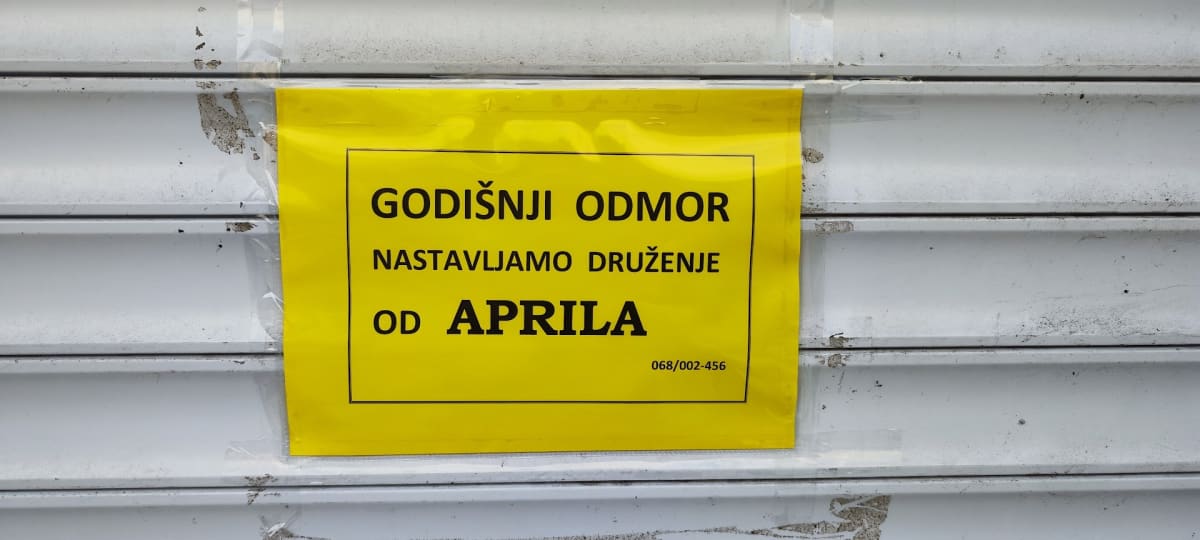 GODIŠNJI ODMOR
NASTAVLJAMO DRUŽENJE
OD APRILA
068/002-456